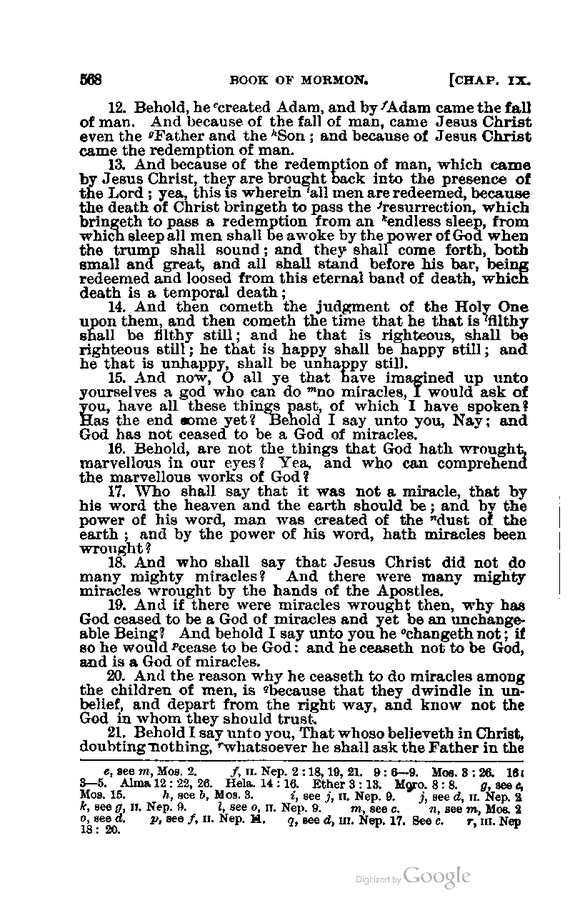 568 BOOK OF MORMON. [CHAP. IX.
12. Behold, he ᵉcreated Adam, and by ᶠAdam came the fall
of man. And because of the fall of man, came Jesus Christ
even the ᵍFather and the ʰSon ; and because of Jesus Christ
came the redemption of man.
13. And because of the redemption of man, which came
by Jesus Christ, they are brought back into the presence of
the Lord ; yea, this is wherein ⁱall men are redeemed, because
the death of Christ bringeth to pass the ʲresurrection, which
bringeth to pass a redemption from an ᵏendless sleep, from
which sleep all men shall be awoke by the power of God when
the trump shall sound ; and they shall come forth, both
small and great, and all shall stand before his bar, being
redeemed and loosed from this eternal band of death, which
death is a temporal death ;
14. And then cometh the judgment of the Holy One
upon them, and then cometh the time that he that is ˡfilthy
shall be filthy still ; and he that is righteous, shall be
righteous still ; he that is happy shall be happy still ; and
he that is unhappy, shall be unhappy still.
15. And now, O all ye that have imagined up unto
yourselves a god who can do ᵐno miracles, I would ask of
you, have all these things past, of which I have spoken?
Has the end some yet? Behold I say unto you, Nay ; and
God has not ceased to be a God of miracles.
16. Behold, are not the things that God hath wrought,
marvellous in our eyes? Yea, and who can comprehend
the marvellous works of God?
17. Who shall say that it was not a miracle, that by
his word the heaven and the earth should be ; and by the
power of his word, man was created of the ⁿdust of the
earth ; and by the power of his word, hath miracles been
wrought?
18. And who shall say that Jesus Christ did not do
many mighty miracles? And there were many mighty
miracles wrought by the hands of the Apostles.
19. And if there were miracles wrought then, why has
God ceased to be a God of miracles and yet be an unchange-
able Being? And behold I say unto you he ᵒchangeth not ; if
so he would ᵖcease to be God : and he ceaseth not to be God,
and is a God of miracles.
20. And the reason why he ceaseth to do miracles among
the children of men, is qbecause that they dwindle in un-
belief, and depart from the right way, and know not the
God in whom they should trust.
21. Behold I say unto you, That whoso believeth in Christ,
doubting nothing, ʳwhatsoever he shall ask the Father in the
e, see m, Mos. 2. f, II. Nep. 2 : 18, 19, 21. 9 : 6—9. Mos. 3 : 26. 16 :
3—5. Alma 12 : 22, 26. Hela. 14 : 16. Ether 3 : 13. Moro. 8 : 8. g, see e,
Mos. 15. h, see b, Mos. 3. i, see j, II. Nep. 9. j, see d, II. Nep. 2
k, see g, II. Nep. 9. l, see o, II. Nep. 9. m, see c. n, see m, Mos. 2
o, see d. p, see f, II. Nep. 11. q, see d, III. Nep. 17. See c. r, III. Nep
18 : 20.
Digitized by Google